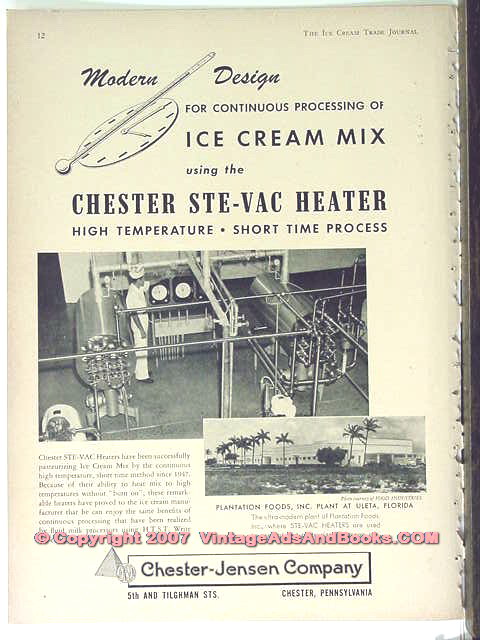 12
THE ICE CREAM TRADE JOURNAL
Modern Design
FOR CONTINUOUS PROCESSING OF
ICE CREAM MIX
using the
CHESTER STE-VAC HEATER
HIGH TEMPERATURE • SHORT TIME PROCESS
Chester STE-VAC Heaters have been successfully
pasteurizing Ice Cream Mix by the continuous
high temperature, short time method since 1947.
Because of their ability to heat mix to high
temperatures without "burn on", these remark-
able heaters have proved to the ice cream manu-
facturer that he can enjoy the same benefits of
continuous processing that have been realized
by fluid milk processors using H.T.S.T. Write
Photo courtesy of
INDUSTRIES
PLANTATION FOODS, INC. PLANT AT ULETA, FLORIDA
The ultra-modern plant of Plantation Foods
Inc., where STE-VAC HEATERS are used
© Copyright 2007 VintageAdsAndBooks.COM
Chester-Jensen Company
5th AND TILGHMAN STS.
CHESTER, PENNSYLVANIA